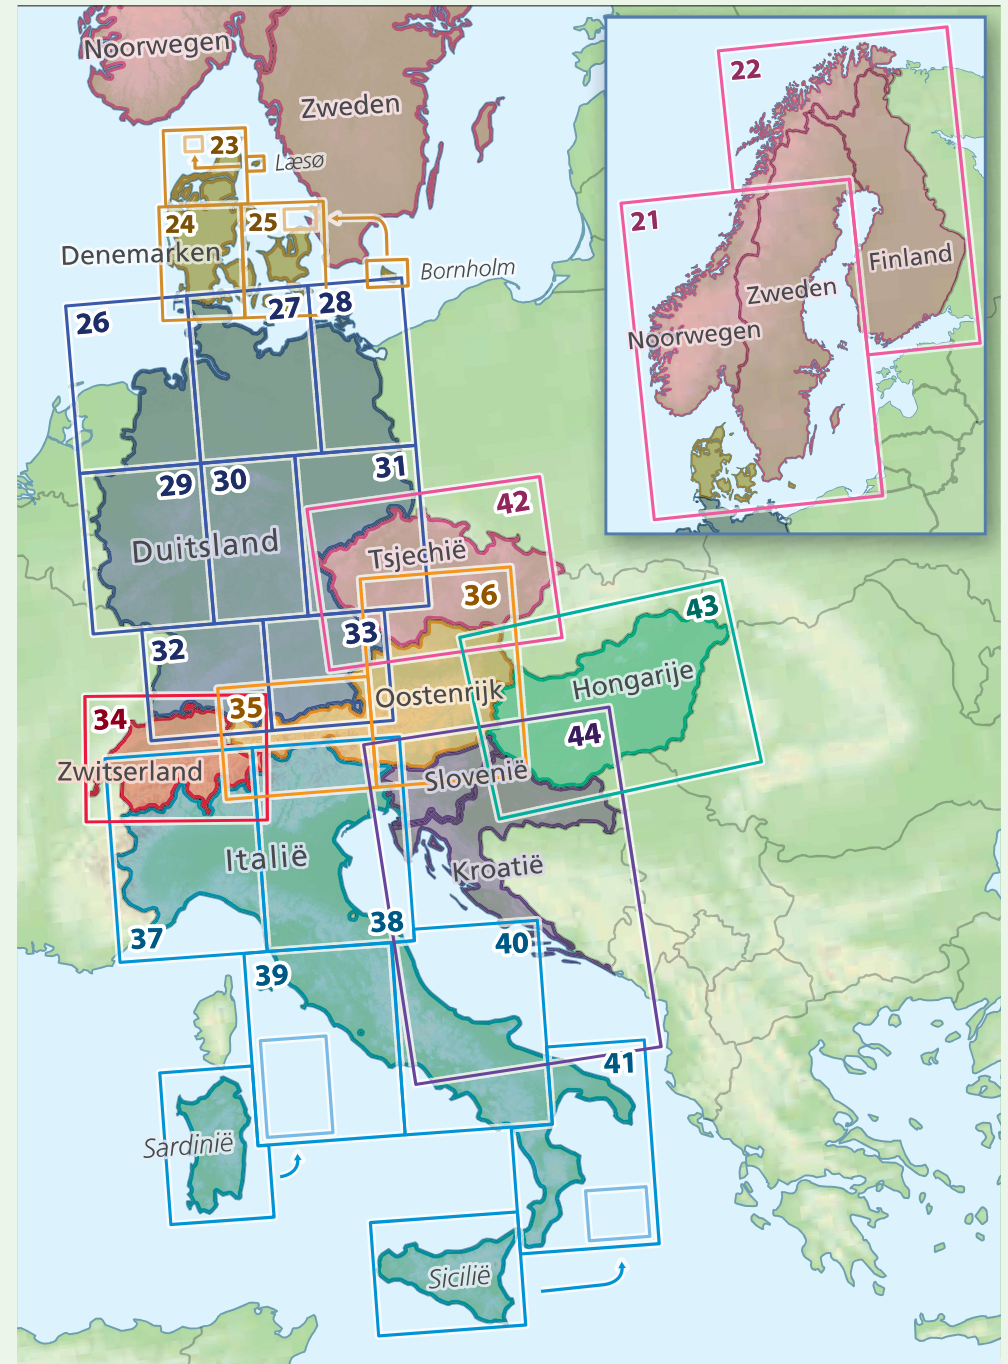 Noorwegen
Zweden
23
Læsø
24
25
Denemarken
Bornholm
26
27
28
29
30
31
Duitsland
42
Tsjechië
36
43
32
33
Hongarije
34
35
Oostenrijk
44
Zwitserland
Slovenië
Italië
Kroatië
37
38
40
39
41
Sardinië
Sicilië
22
21
Finland
Zweden
Noorwegen